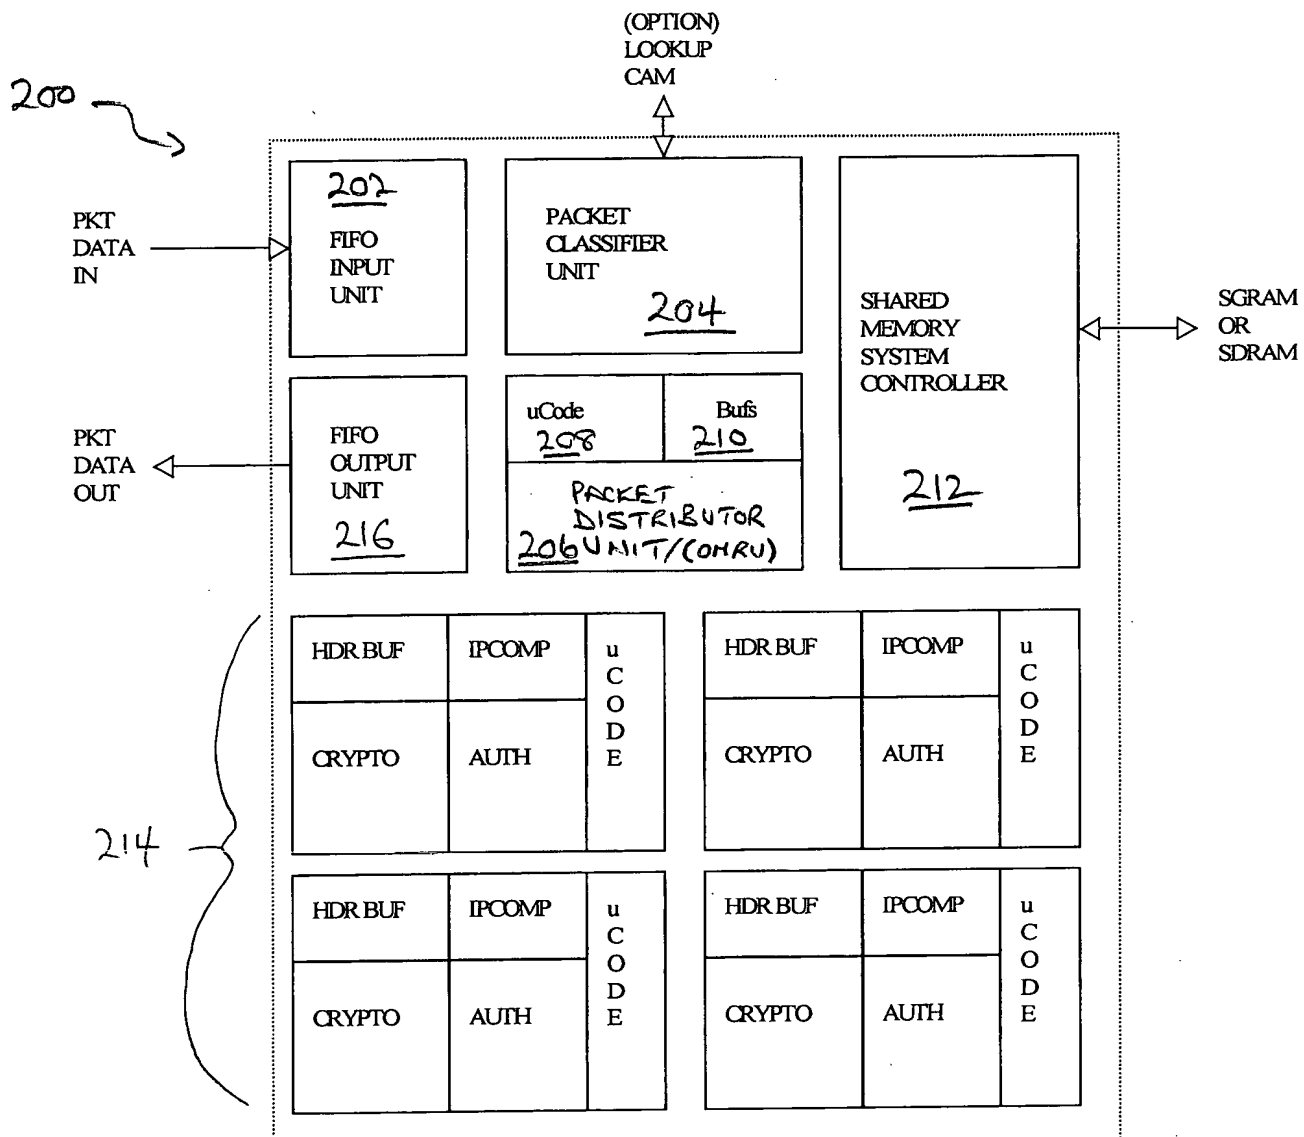 (OPTION)
LOOKUP
CAM
200
PKT
DATA
IN
202
FIFO
INPUT
UNIT
PACKET
CLASSIFIER
UNIT
204
SHARED
MEMORY
SYSTEM
CONTROLLER
212
SGRAM
OR
SDRAM
PKT
DATA
OUT
FIFO
OUTPUT
UNIT
216
uCode
208
Bufs
210
PACKET
DISTRIBUTOR
206 UNIT/(OHRU)
214
HDR BUF
IPCOMP
CRYPTO
AUTH
u
C
O
D
E
HDR BUF
IPCOMP
CRYPTO
AUTH
u
C
O
D
E
HDR BUF
IPCOMP
CRYPTO
AUTH
u
C
O
D
E
HDR BUF
IPCOMP
CRYPTO
AUTH
u
C
O
D
E